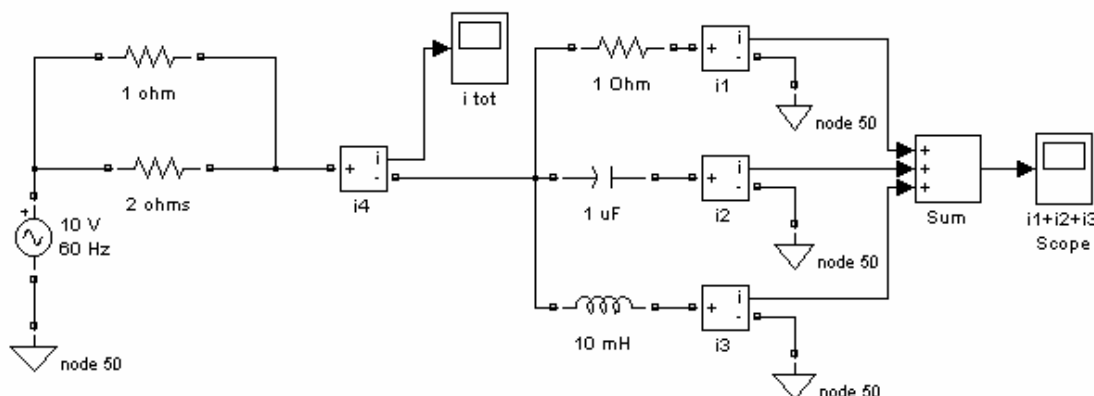 1 ohm
2 ohms
+
10 V
60 Hz
node 50
+
i
-
i4
i tot
1 Ohm
+
i
-
i1
node 50
1 uF
+
i
-
i2
node 50
10 mH
+
i
-
i3
node 50
+
+
+
Sum
i1+i2+i3
Scope